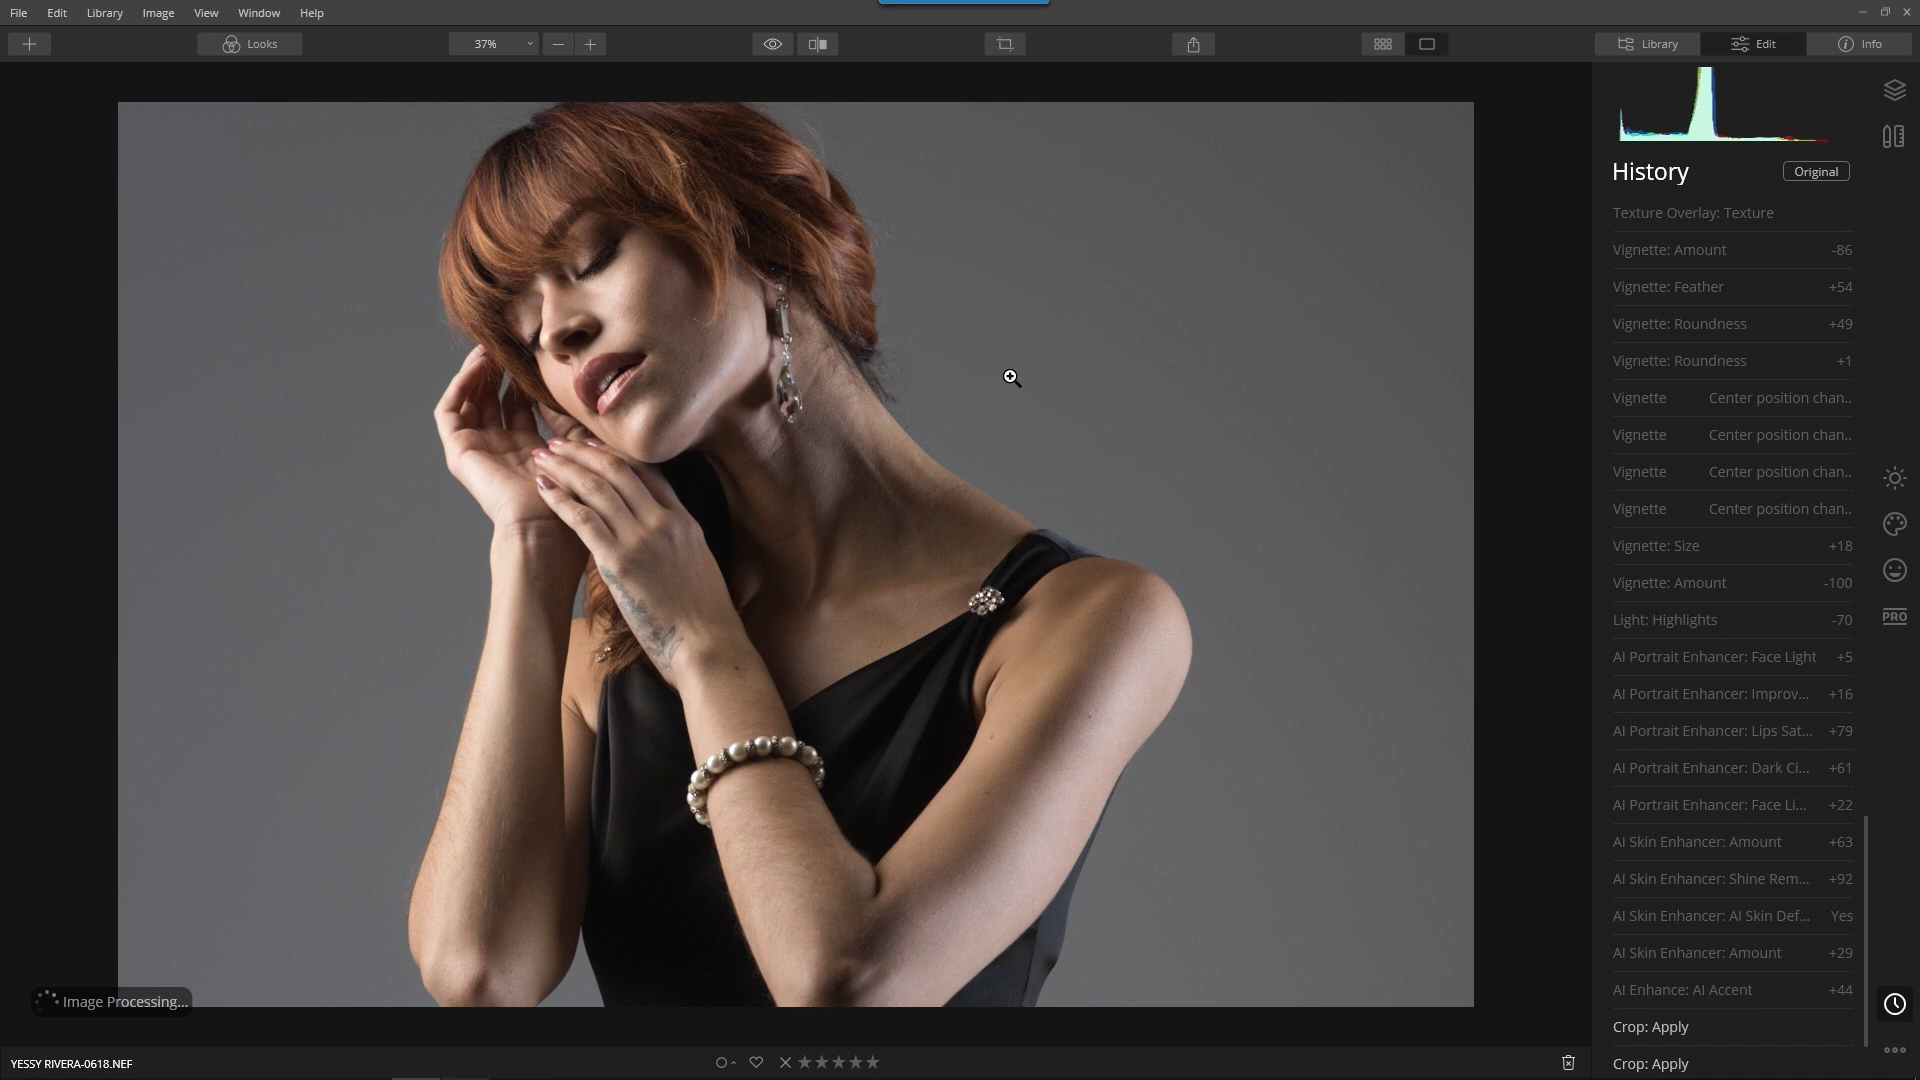 File Edit Library Image View Window Help
Looks 37% Library Edit Info
History Original
Texture Overlay: Texture
Vignette: Amount -86
Vignette: Feather +54
Vignette: Roundness +49
Vignette: Roundness +1
Vignette Center position chan..
Vignette Center position chan..
Vignette Center position chan..
Vignette Center position chan..
Vignette: Size +18
Vignette: Amount -100
Light: Highlights -70
PRO
AI Portrait Enhancer: Face Light +5
AI Portrait Enhancer: Improv... +16
AI Portrait Enhancer: Lips Sat... +79
AI Portrait Enhancer: Dark Ci... +61
AI Portrait Enhancer: Face Li... +22
AI Skin Enhancer: Amount +63
AI Skin Enhancer: Shine Rem... +92
AI Skin Enhancer: AI Skin Def... Yes
AI Skin Enhancer: Amount +29
AI Enhance: AI Accent +44
Image Processing...
Crop: Apply
Crop: Apply
YESSY RIVERA-0618.NEF